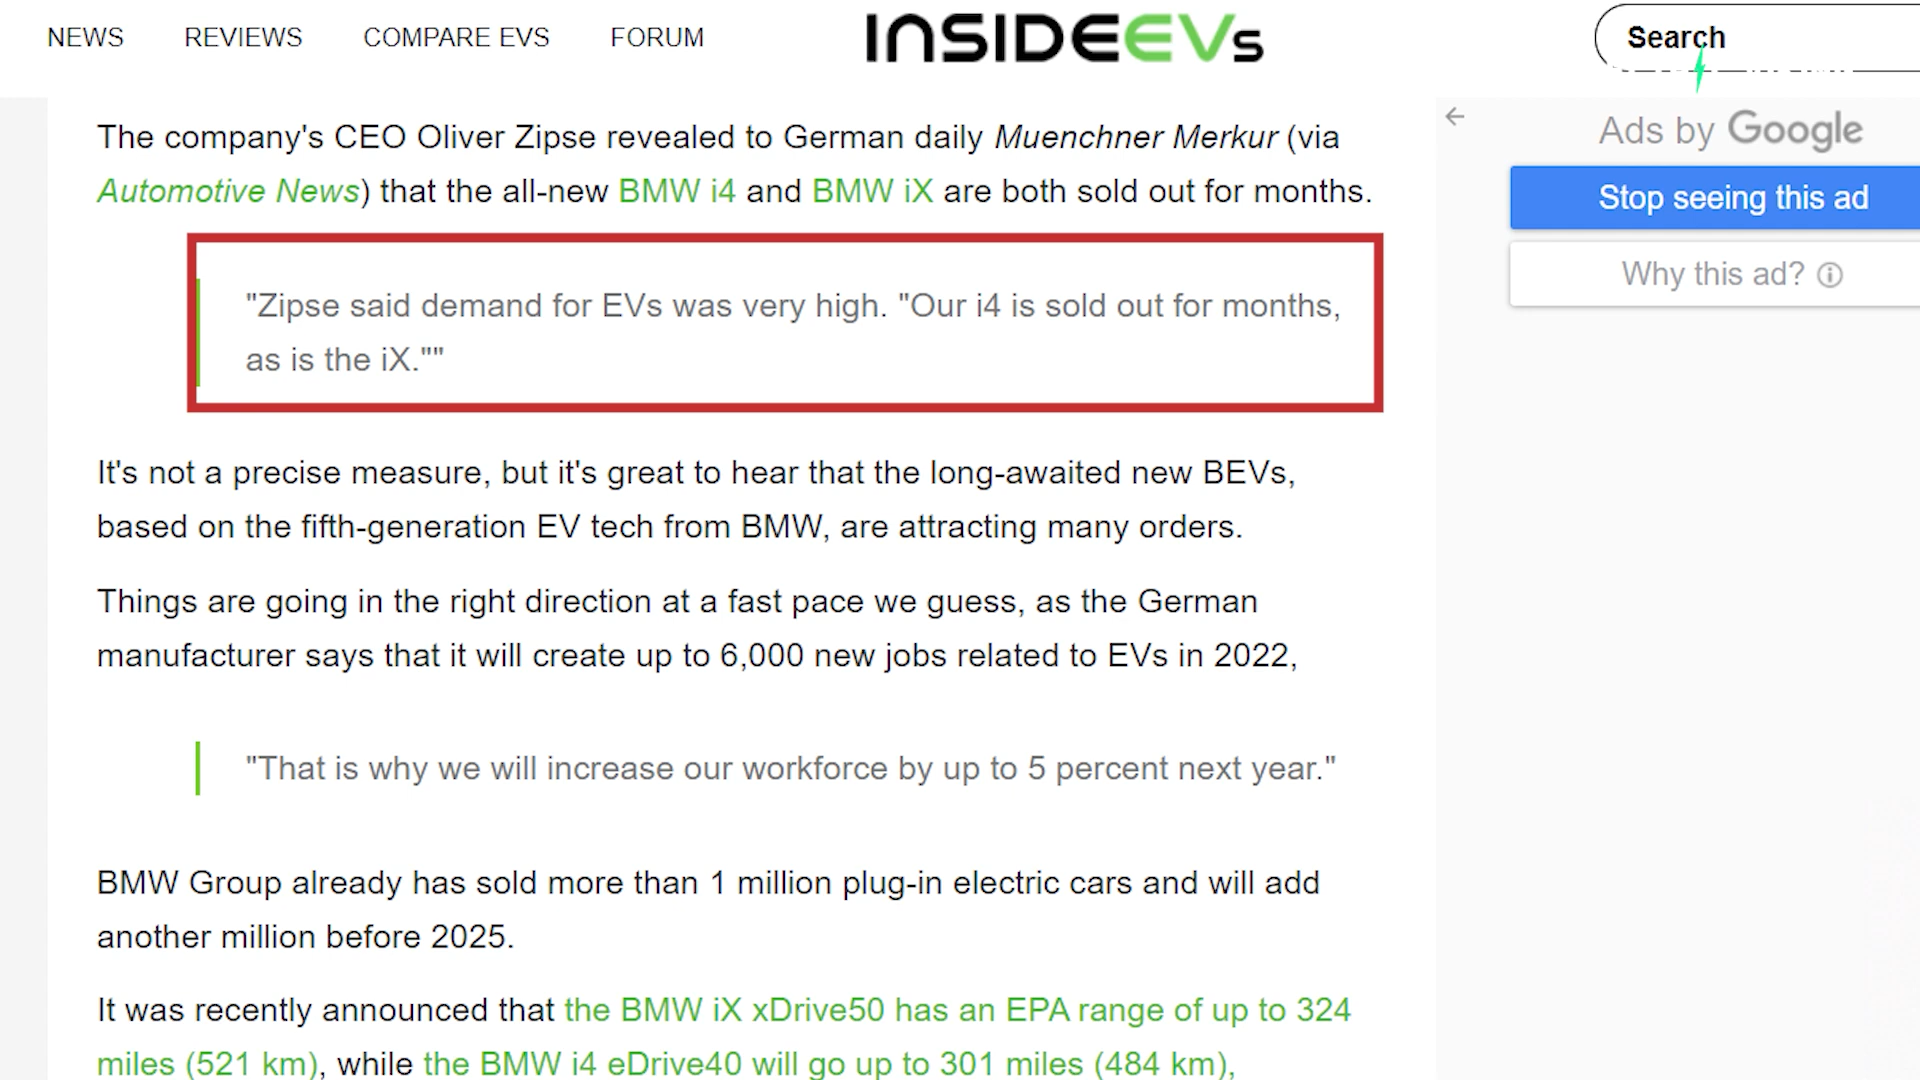 NEWS REVIEWS COMPARE EVS FORUM INSIDEEVs Search
The company's CEO Oliver Zipse revealed to German daily Muenchner Merkur (via
Automotive News) that the all-new BMW i4 and BMW iX are both sold out for months.
"Zipse said demand for EVs was very high. "Our i4 is sold out for months,
as is the iX.""
It's not a precise measure, but it's great to hear that the long-awaited new BEVs,
based on the fifth-generation EV tech from BMW, are attracting many orders.
Things are going in the right direction at a fast pace we guess, as the German
manufacturer says that it will create up to 6,000 new jobs related to EVs in 2022,
"That is why we will increase our workforce by up to 5 percent next year."
BMW Group already has sold more than 1 million plug-in electric cars and will add
another million before 2025.
It was recently announced that the BMW iX xDrive50 has an EPA range of up to 324
miles (521 km), while the BMW i4 eDrive40 will go up to 301 miles (484 km),
Ads by Google
Stop seeing this ad
Why this ad?